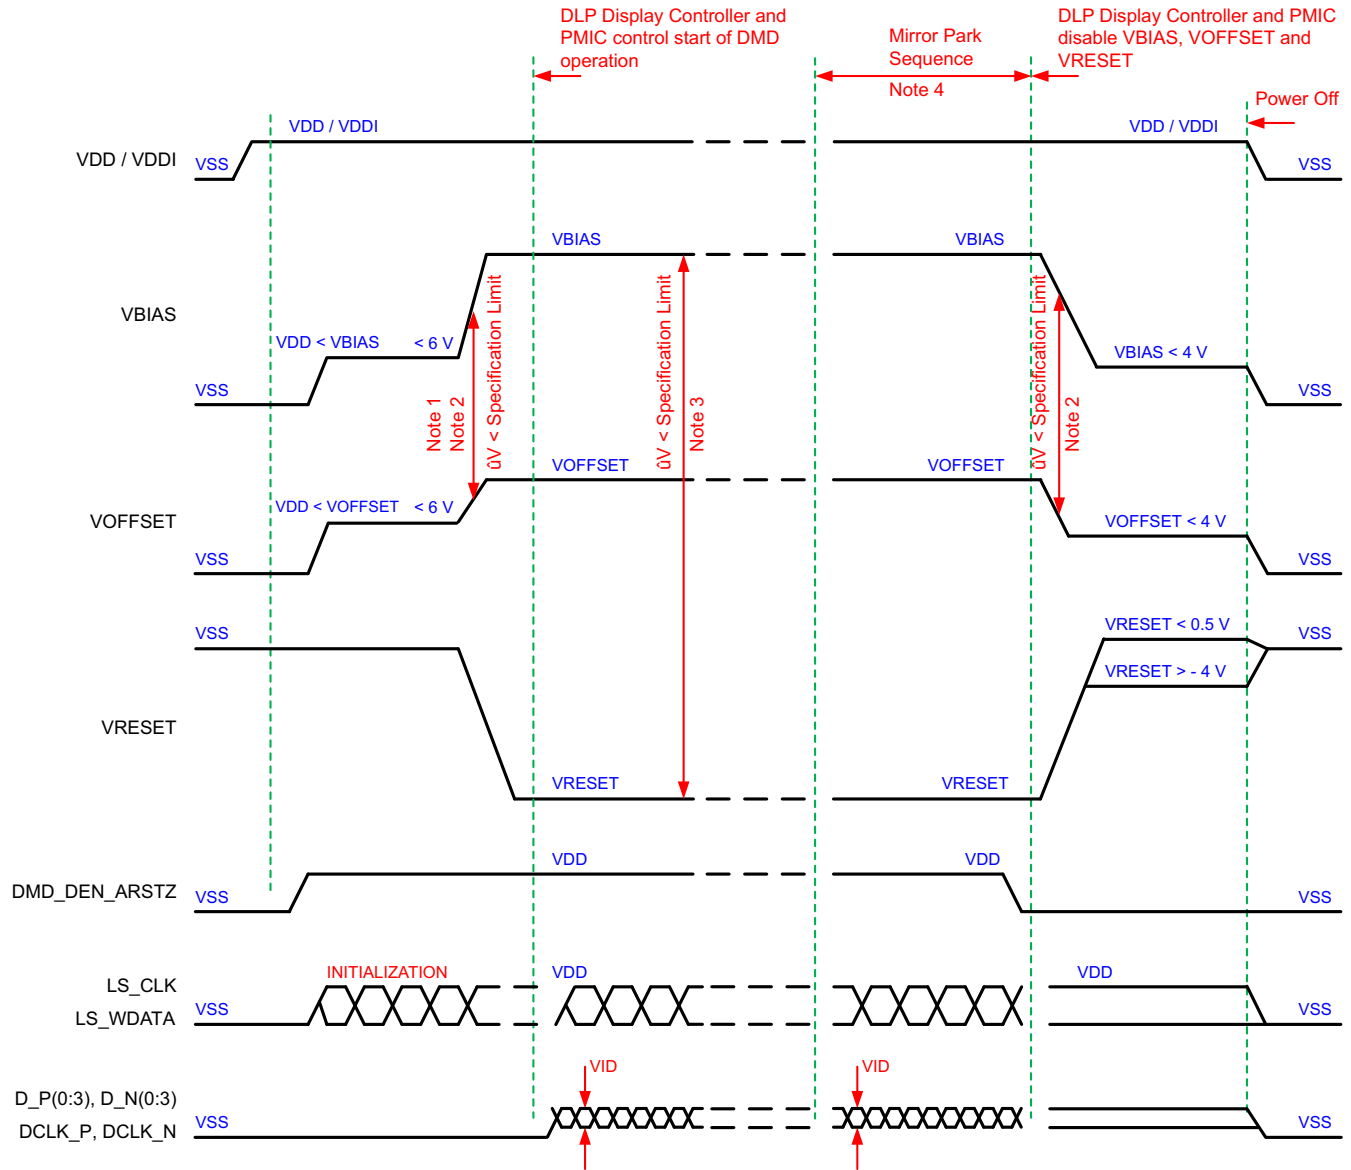 DLP Display Controller and
PMIC control start of DMD
operation
Mirror Park
Sequence
Note 4
DLP Display Controller and PMIC
disable VBIAS, VOFFSET and
VRESET
Power Off
VDD / VDDI
VSS
VDD / VDDI
VDD / VDDI
VSS
VBIAS
VSS
VDD < VBIAS < 6 V
VBIAS
VBIAS
VBIAS < 4 V
VSS
Note 1
Note 2
ûV < Specification Limit
ûV < Specification Limit
Note 3
ûV < Specification Limit
Note 2
VOFFSET
VSS
VDD < VOFFSET < 6 V
VOFFSET
VOFFSET
VOFFSET < 4 V
VSS
VRESET
VSS
VRESET
VRESET
VRESET < 0.5 V
VRESET > - 4 V
VSS
DMD_DEN_ARSTZ
VSS
VDD
VDD
VSS
LS_CLK
LS_WDATA
VSS
INITIALIZATION
VDD
VDD
VSS
D_P(0:3), D_N(0:3)
DCLK_P, DCLK_N
VSS
VID
VID
VSS